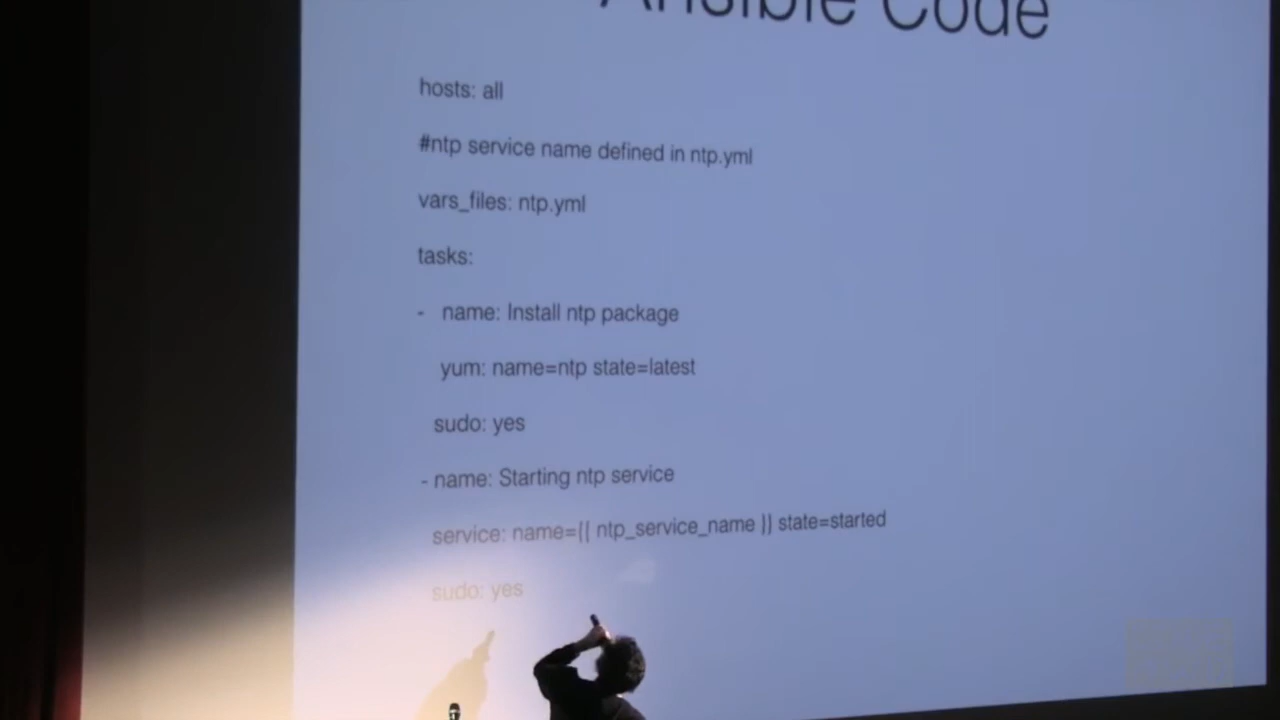 Ansible Code
hosts: all
#ntp service name defined in ntp.yml
vars_files: ntp.yml
tasks:
- name: Install ntp package
yum: name=ntp state=latest
sudo: yes
- name: Starting ntp service
service: name={{ ntp_service_name }} state=started
sudo: yes